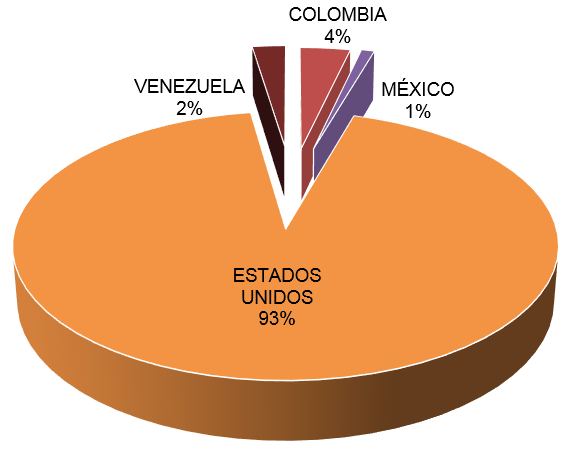 COLOMBIA
4%
VENEZUELA
2%
MÉXICO
1%
ESTADOS
UNIDOS
93%